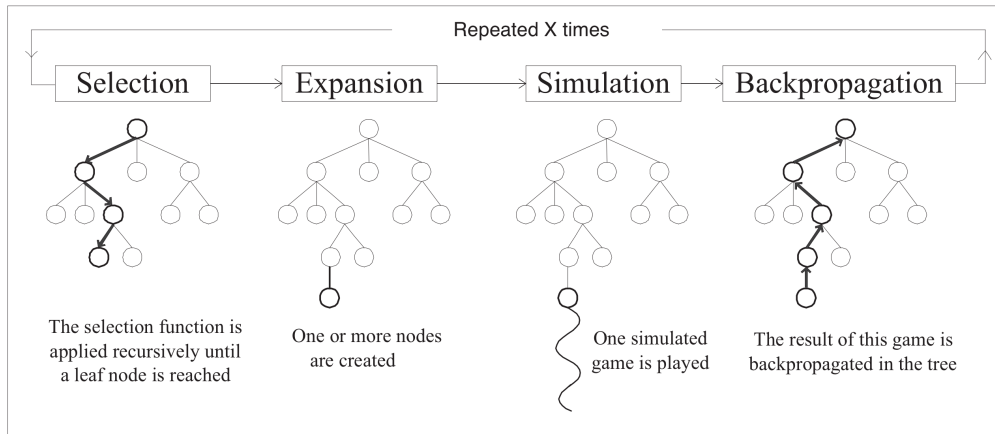 Repeated X times
Selection
Expansion
Simulation
Backpropagation
The selection function is
applied recursively until
a leaf node is reached
One or more nodes
are created
One simulated
game is played
The result of this game is
backpropagated in the tree